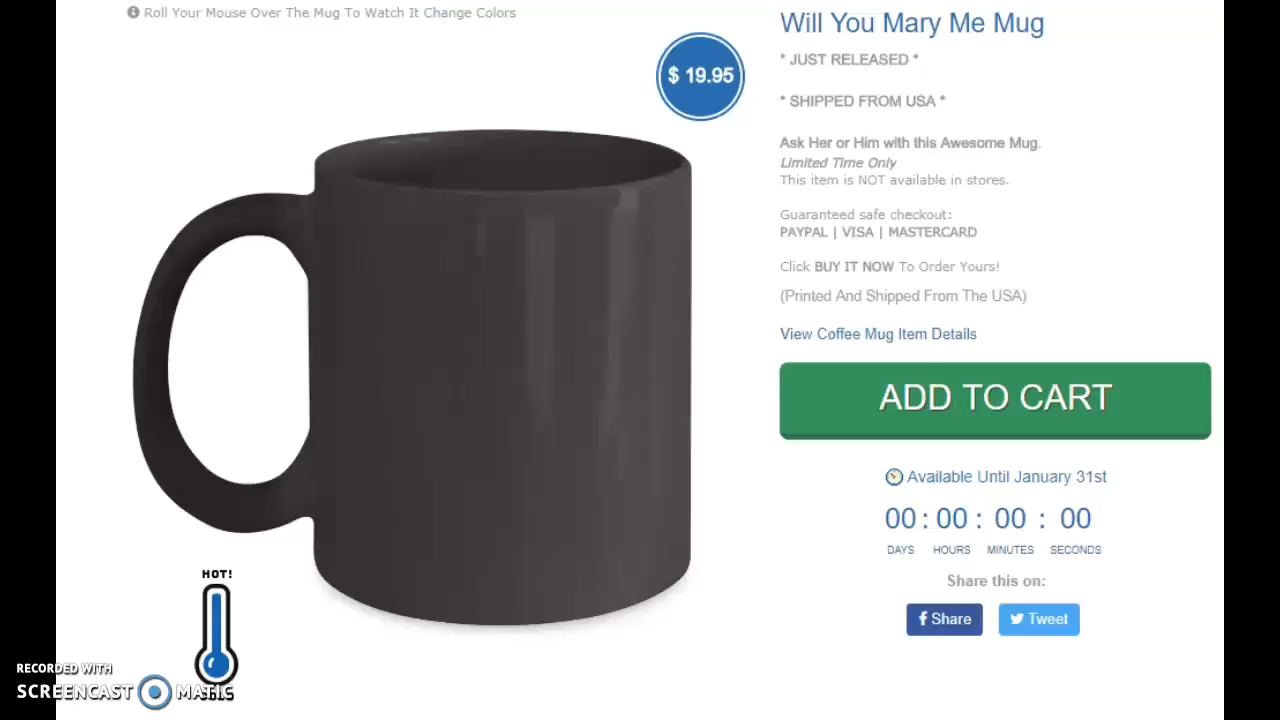 Roll Your Mouse Over The Mug To Watch It Change Colors
$ 19.95
Will You Mary Me Mug
* JUST RELEASED *
* SHIPPED FROM USA *
Ask Her or Him with this Awesome Mug.
Limited Time Only
This item is NOT available in stores.
Guaranteed safe checkout:
PAYPAL | VISA | MASTERCARD
Click BUY IT NOW To Order Yours!
(Printed And Shipped From The USA)
View Coffee Mug Item Details
ADD TO CART
Available Until January 31st
00 : 00 : 00 : 00
DAYS HOURS MINUTES SECONDS
Share this on:
Share Tweet
HOT!
RECORDED WITH
SCREENCAST MATIC